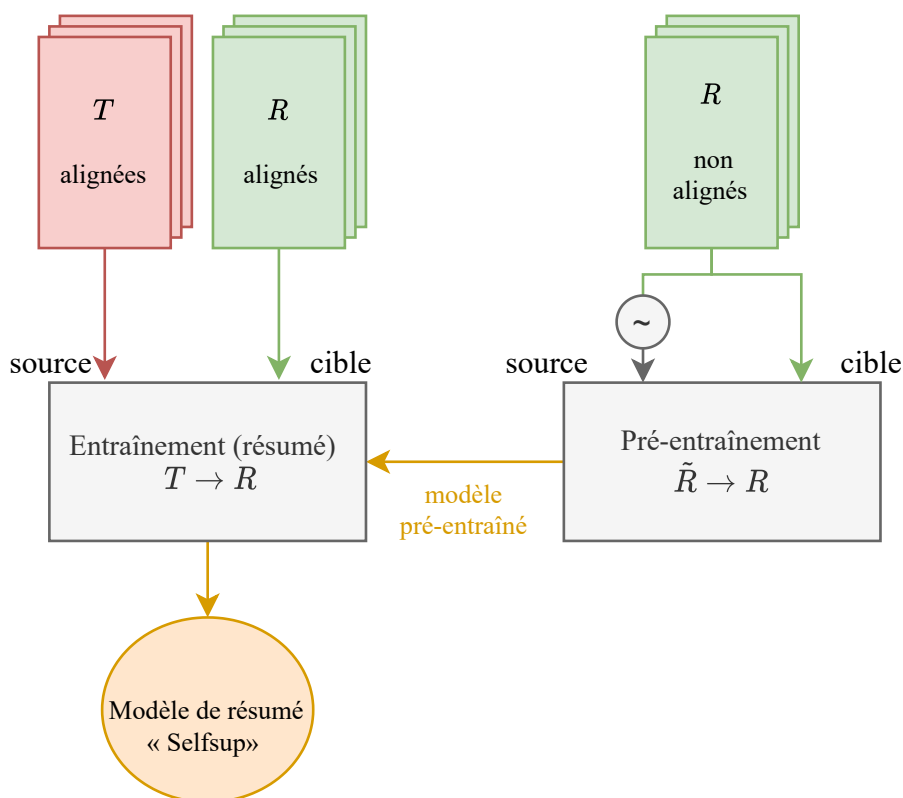 T
alignées
R
alignés
R
non
alignés
~
source
cible
source
cible
Entraînement (résumé)
T → R
Pré-entraînement
R̃ → R
modèle
pré-entraîné
Modèle de résumé
« Selfsup»